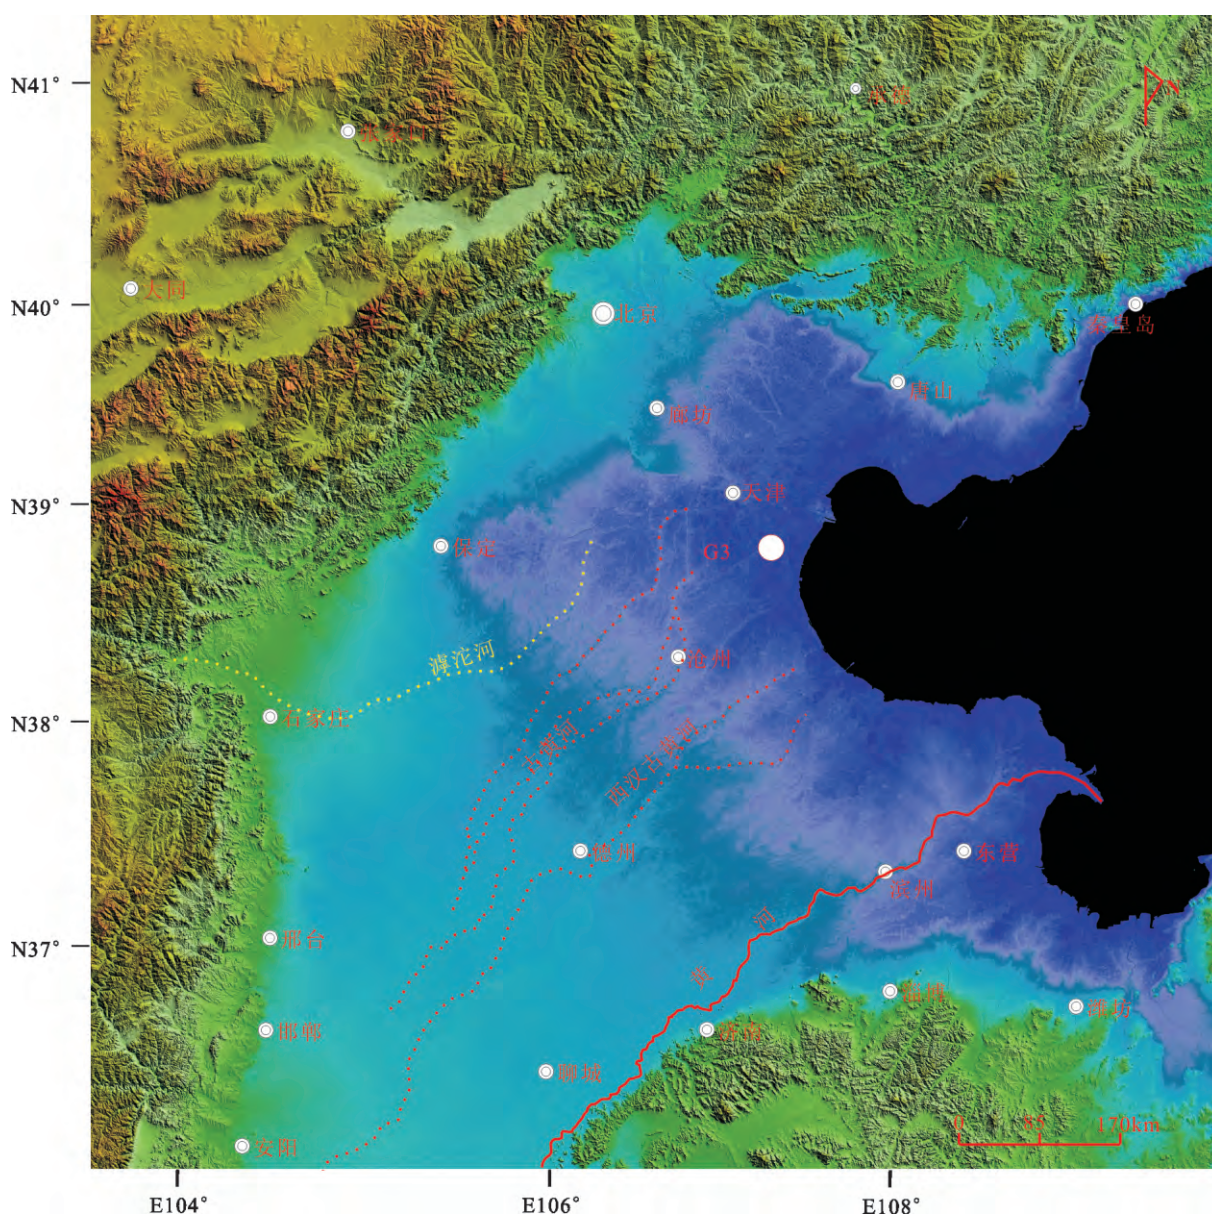 N41°
N
承德
张家口
N40°
大同
北京
秦皇岛
唐山
廊坊
N39°
天津
G3
保定
滹沱河
沧州
N38°
石家庄
古黄河
西汉古黄河
德州
东营
滨州
黄河
N37°
邢台
淄博
潍坊
邯郸
济南
聊城
0 85 170km
安阳
E104° E106° E108°